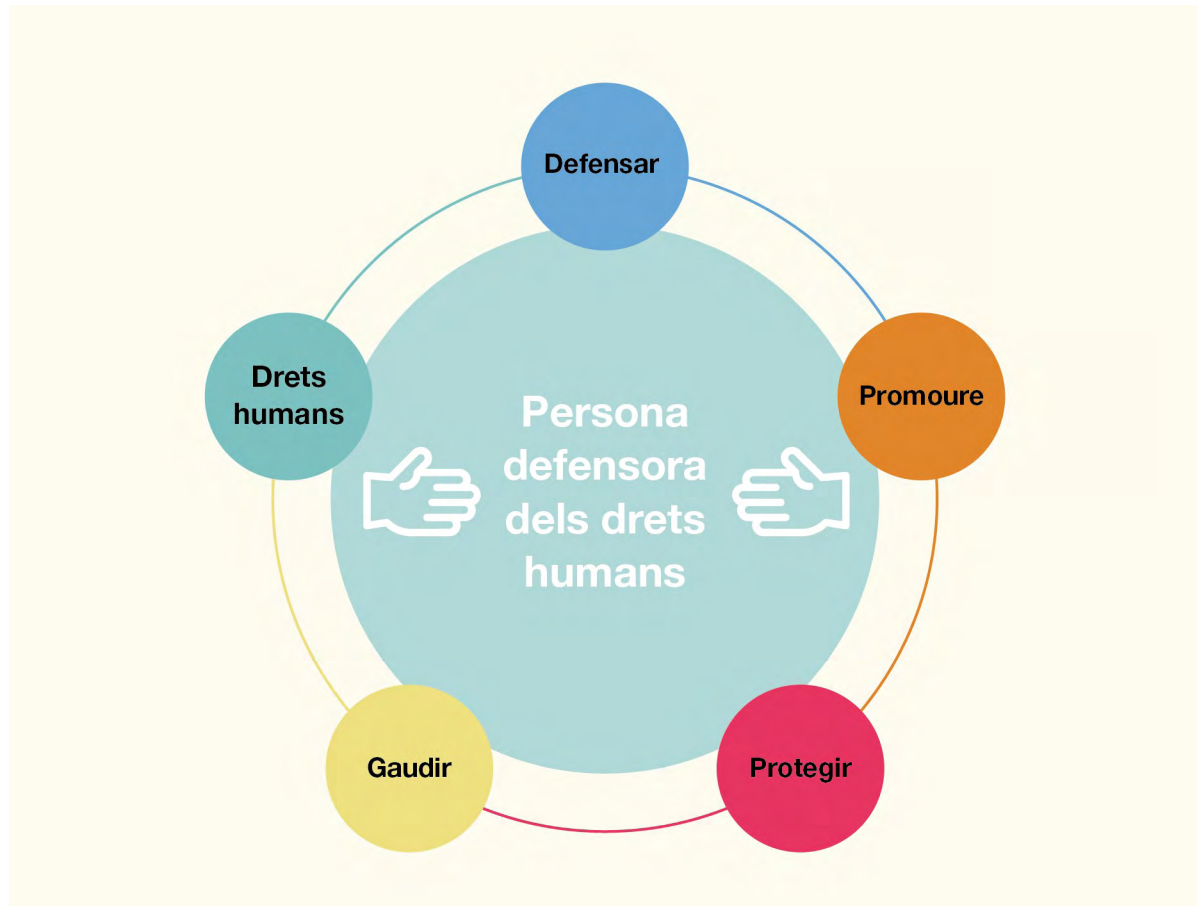 Defensar
Drets
humans
Promoure
Persona
defensora
dels drets
humans
Gaudir
Protegir